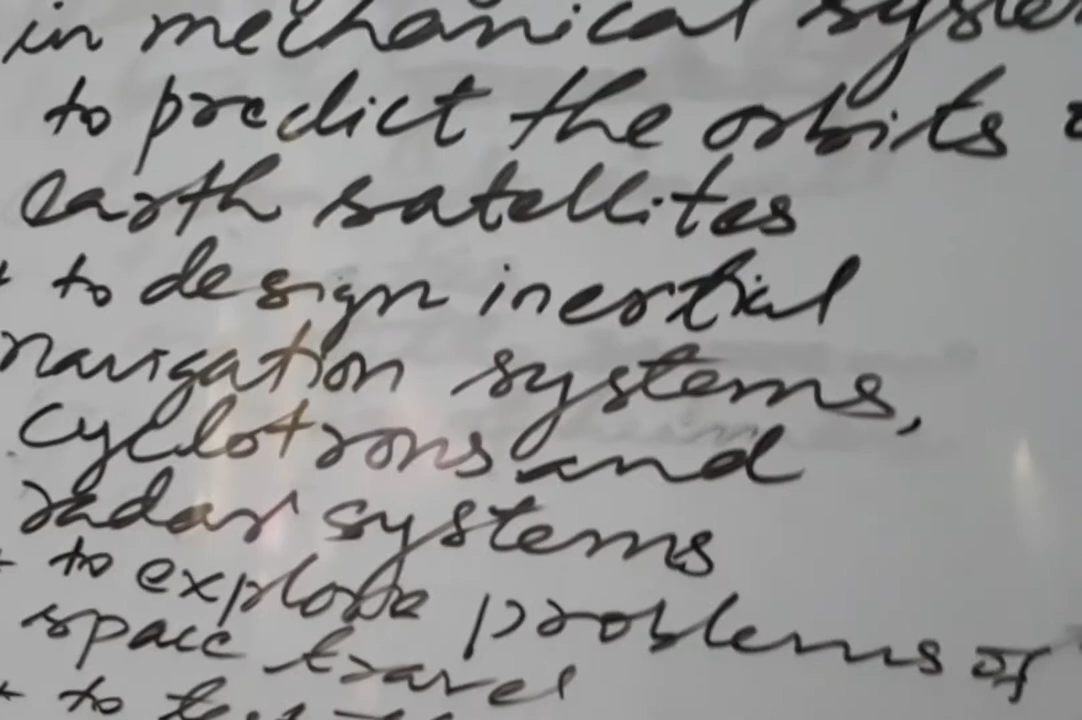 in mechanical
to predict the orbits
earth satellites
to design inertial
navigation systems,
cyclotrons and
radar systems
to explore problems of
space travel
to